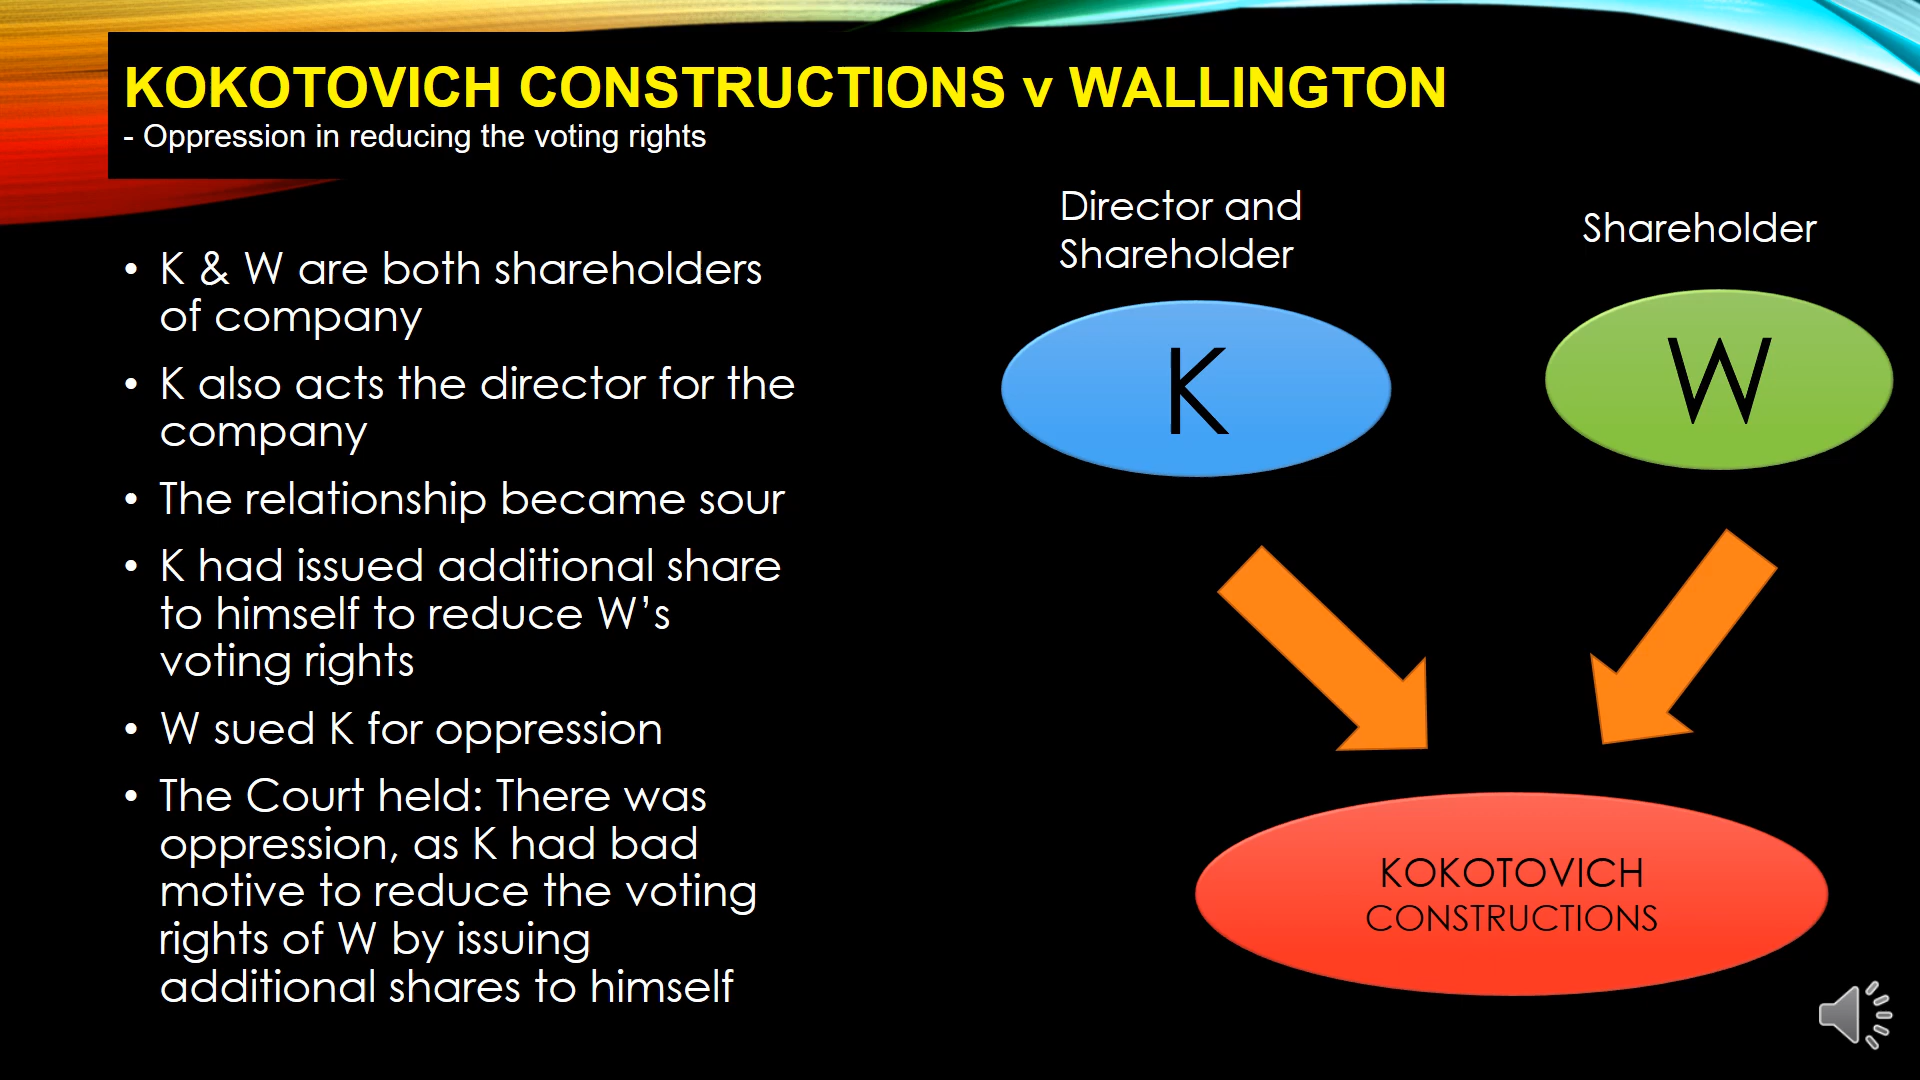 KOKOTOVICH CONSTRUCTIONS v WALLINGTON
- Oppression in reducing the voting rights
• K & W are both shareholders
of company
• K also acts the director for the
company
• The relationship became sour
• K had issued additional share
to himself to reduce W’s
voting rights
• W sued K for oppression
• The Court held: There was
oppression, as K had bad
motive to reduce the voting
rights of W by issuing
additional shares to himself
Director and
Shareholder
Shareholder
K
W
KOKOTOVICH
CONSTRUCTIONS